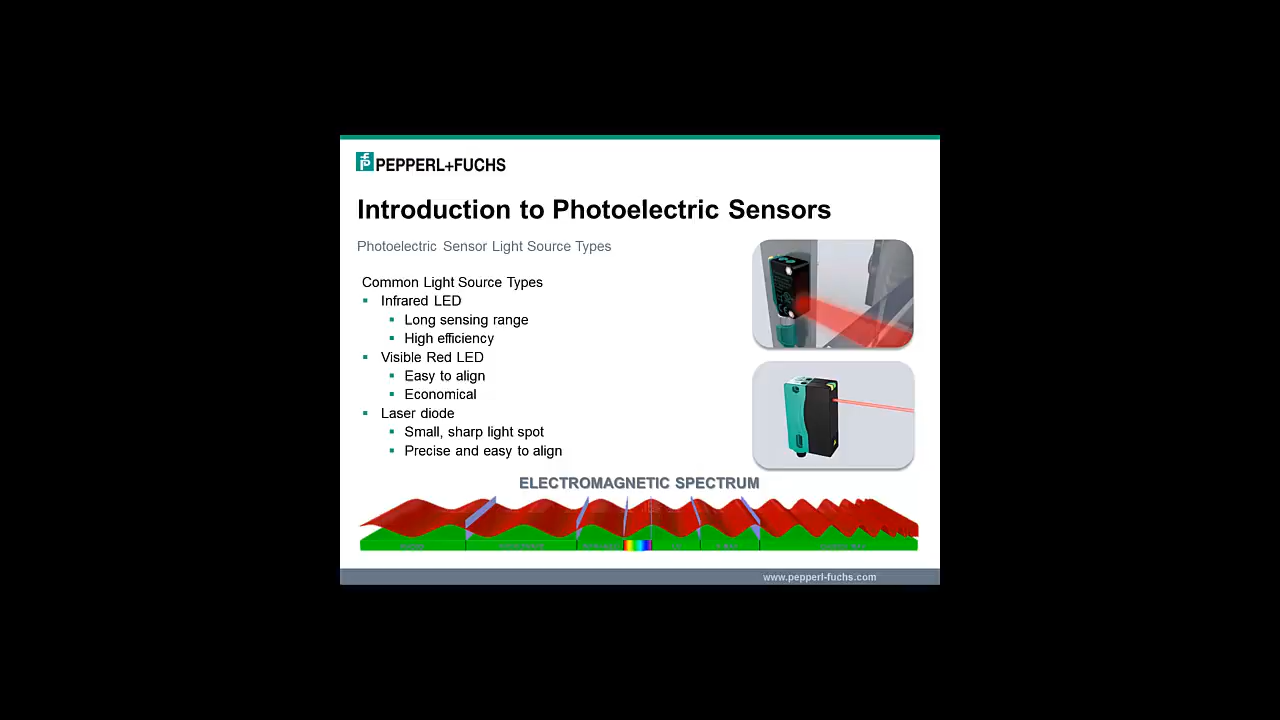 PEPPERL+FUCHS
Introduction to Photoelectric Sensors
Photoelectric Sensor Light Source Types
Common Light Source Types
Infrared LED
Long sensing range
High efficiency
Visible Red LED
Easy to align
Economical
Laser diode
Small, sharp light spot
Precise and easy to align
ELECTROMAGNETIC SPECTRUM
www.pepperl-fuchs.com